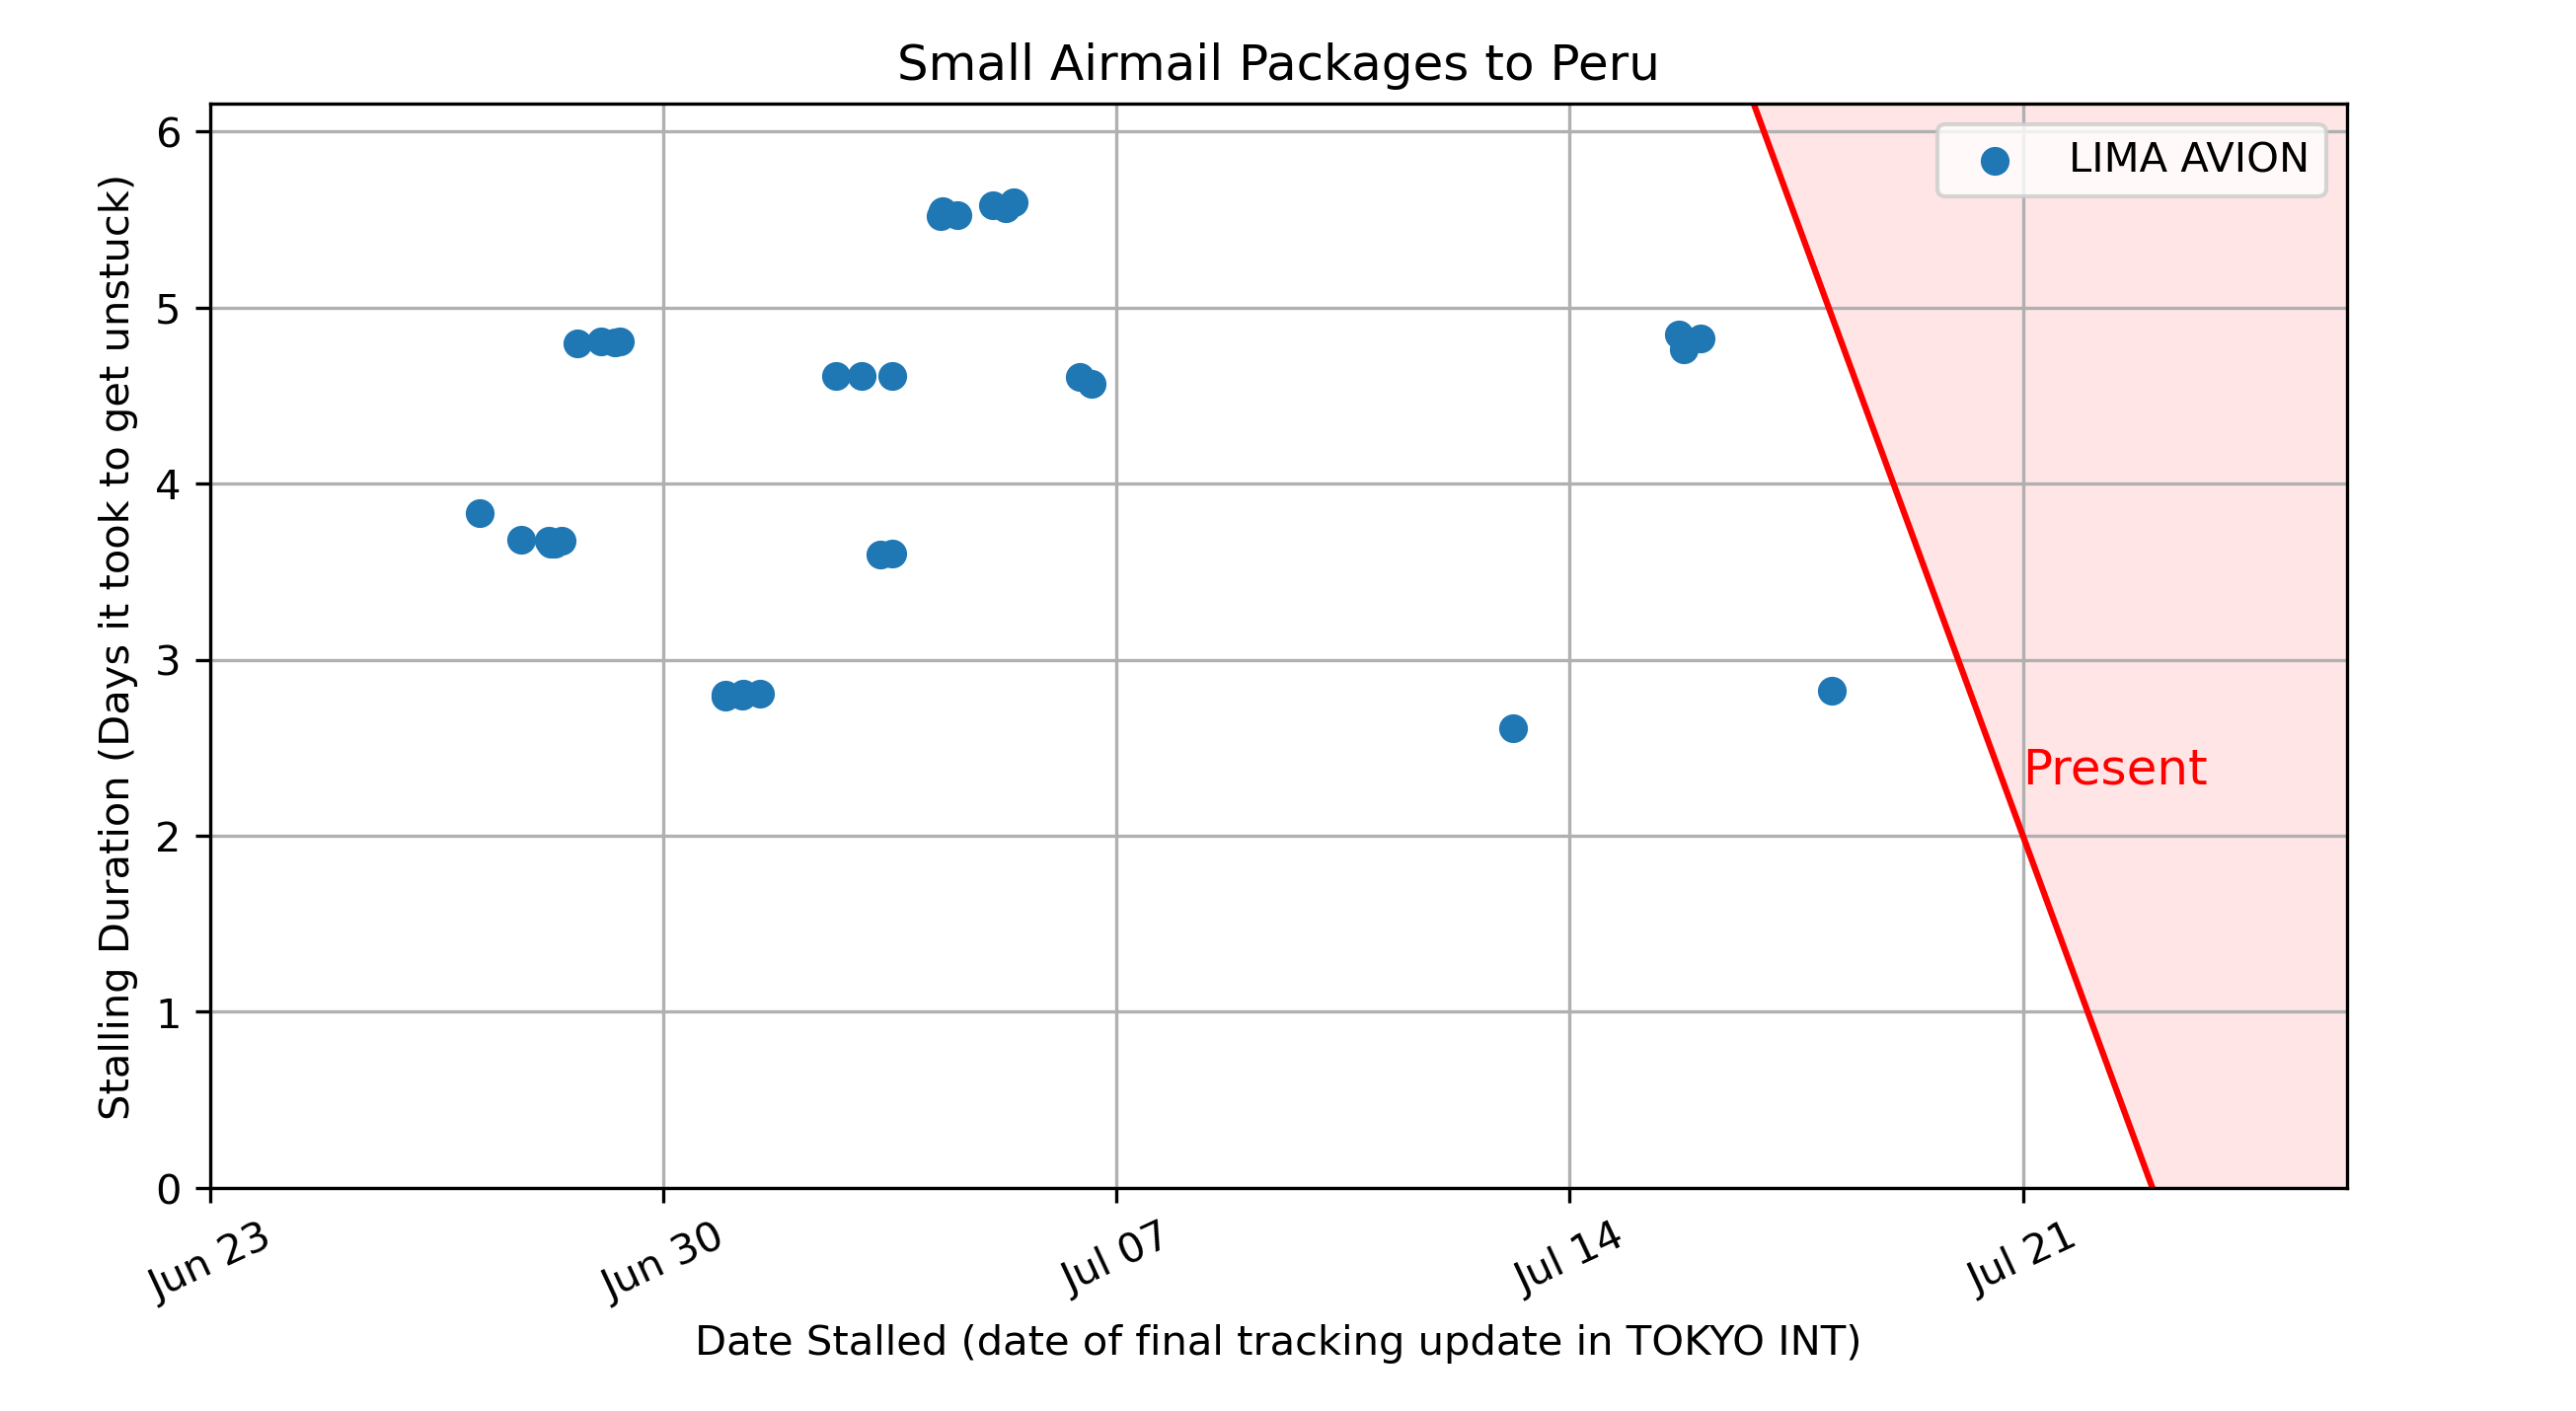 Small Airmail Packages to Peru
LIMA AVION
6
5
4
3
2
1
0
Stalling Duration (Days it took to get unstuck)
Present
Jun 23
Jun 30
Jul 07
Jul 14
Jul 21
Date Stalled (date of final tracking update in TOKYO INT)